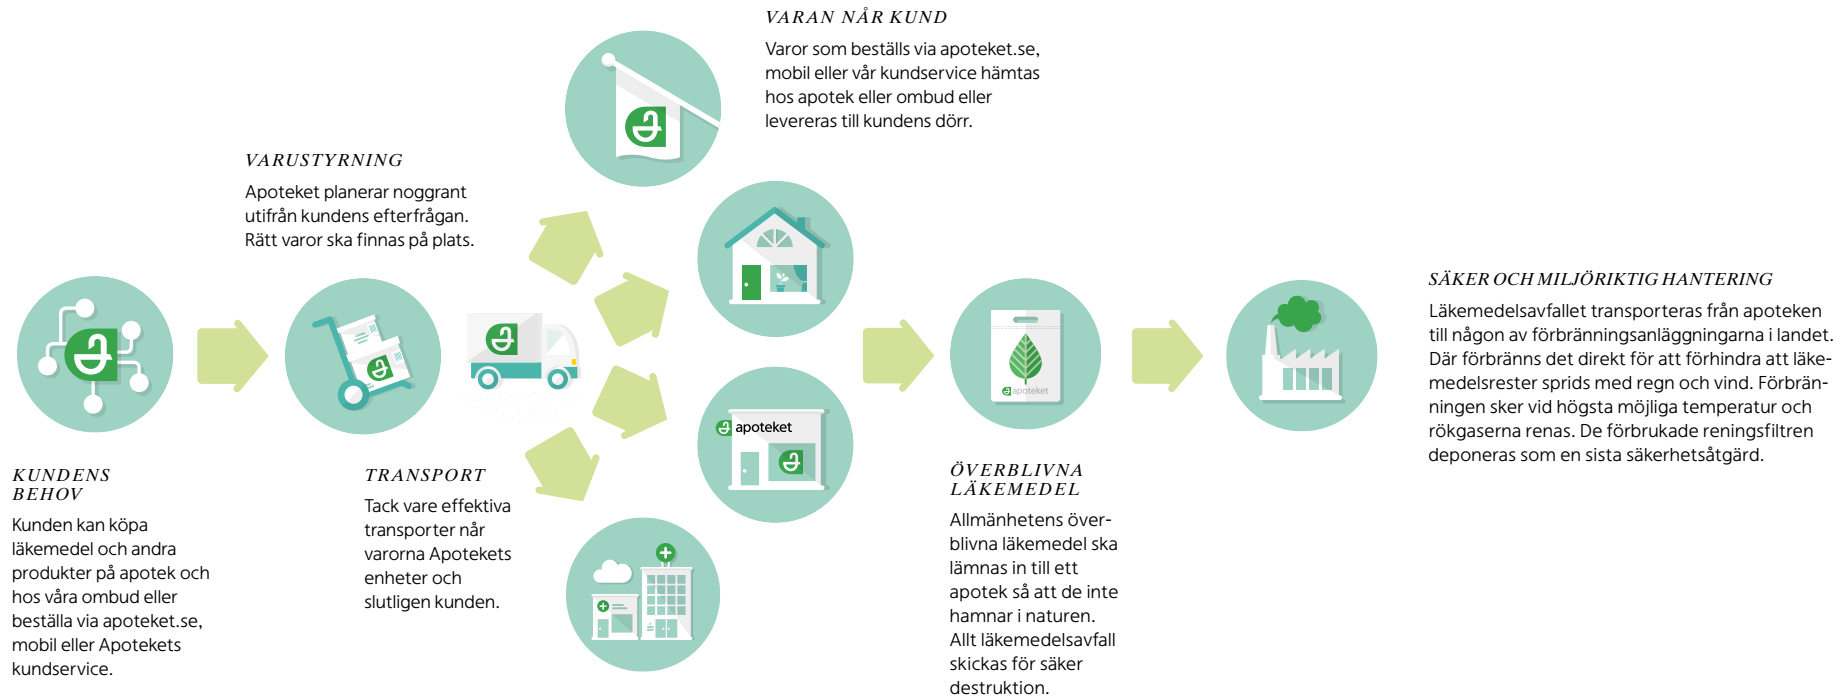 VARAN NÅR KUND
Varor som beställs via apoteket.se,
mobil eller vår kundservice hämtas
hos apotek eller ombud eller
levereras till kundens dörr.
VARUSTYRNING
Apoteket planerar noggrant
utifrån kundens efterfrågan.
Rätt varor ska finnas på plats.
KUNDENS
BEHOV
Kunden kan köpa
läkemedel och andra
produkter på apotek och
hos våra ombud eller
beställa via apoteket.se,
mobil eller Apotekets
kundservice.
TRANSPORT
Tack vare effektiva
transporter når
varorna Apotekets
enheter och
slutligen kunden.
apoteket
apoteket
ÖVERBLIVNA
LÄKEMEDEL
Allmänhetens över-
blivna läkemedel ska
lämnas in till ett
apotek så att de inte
hamnar i naturen.
Allt läkemedelsavfall
skickas för säker
destruktion.
SÄKER OCH MILJÖRIKTIG HANTERING
Läkemedelsavfallet transporteras från apoteken
till någon av förbränningsanläggningarna i landet.
Där förbränns det direkt för att förhindra att läke-
medelsrester sprids med regn och vind. Förbrän-
ningen sker vid högsta möjliga temperatur och
rökgaserna renas. De förbrukade reningsfiltren
deponeras som en sista säkerhetsåtgärd.